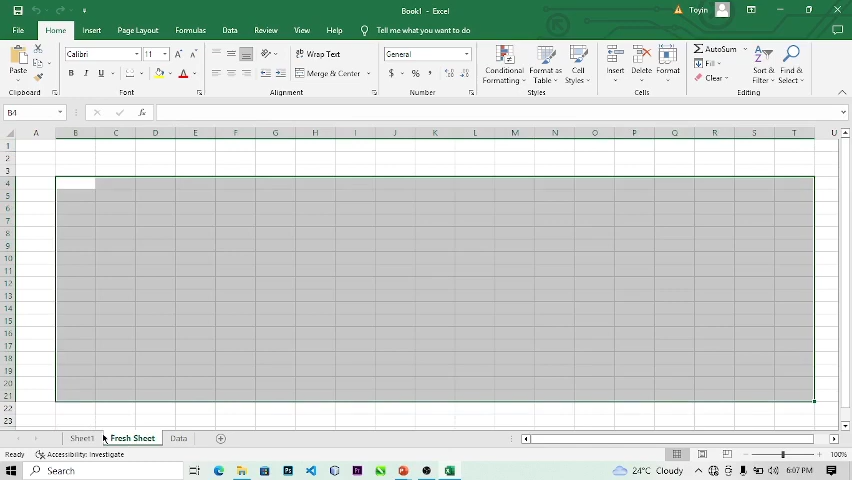 Book1 - Excel
Toyin
File Home Insert Page Layout Formulas Data Review View Help Tell me what you want to do
Paste
Calibri 11
General
Wrap Text
Merge & Center
Conditional Formatting
Format as Table
Cell Styles
Insert Delete Format
AutoSum
Fill
Clear
Sort & Filter
Find & Select
Clipboard Font Alignment Number Styles Cells Editing
B4
A B C D E F G H I J K L M N O P Q R S T U
1
2
3
4
5
6
7
8
9
10
11
12
13
14
15
16
17
18
19
20
21
22
23
Sheet1 Fresh Sheet Data
Ready Accessibility: Investigate 100%
Search 24°C Cloudy 6:07 PM